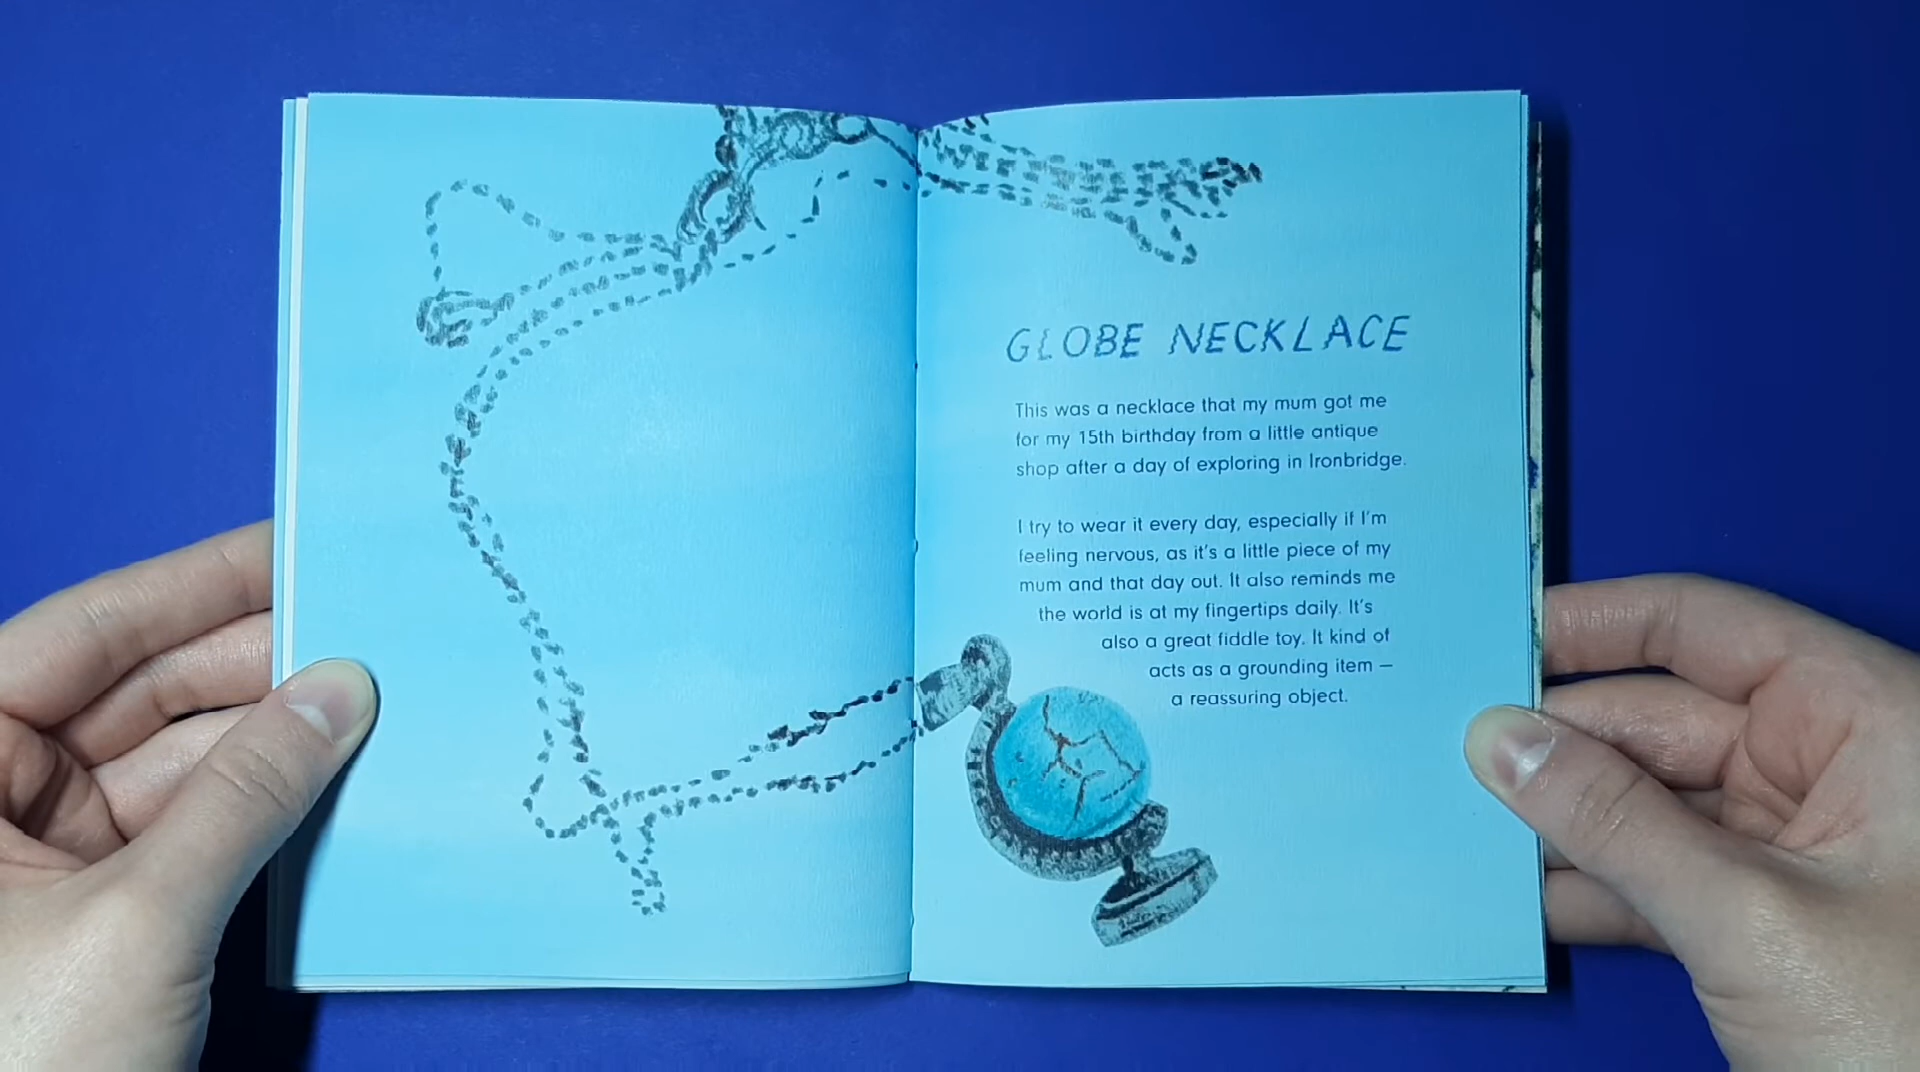 GLOBE NECKLACE
This was a necklace that my mum got me
for my 15th birthday from a little antique
shop after a day of exploring in Ironbridge.
I try to wear it every day, especially if I'm
feeling nervous, as it's a little piece of my
mum and that day out. It also reminds me
the world is at my fingertips daily. It's
also a great fiddle toy. It kind of
acts as a grounding item –
a reassuring object.